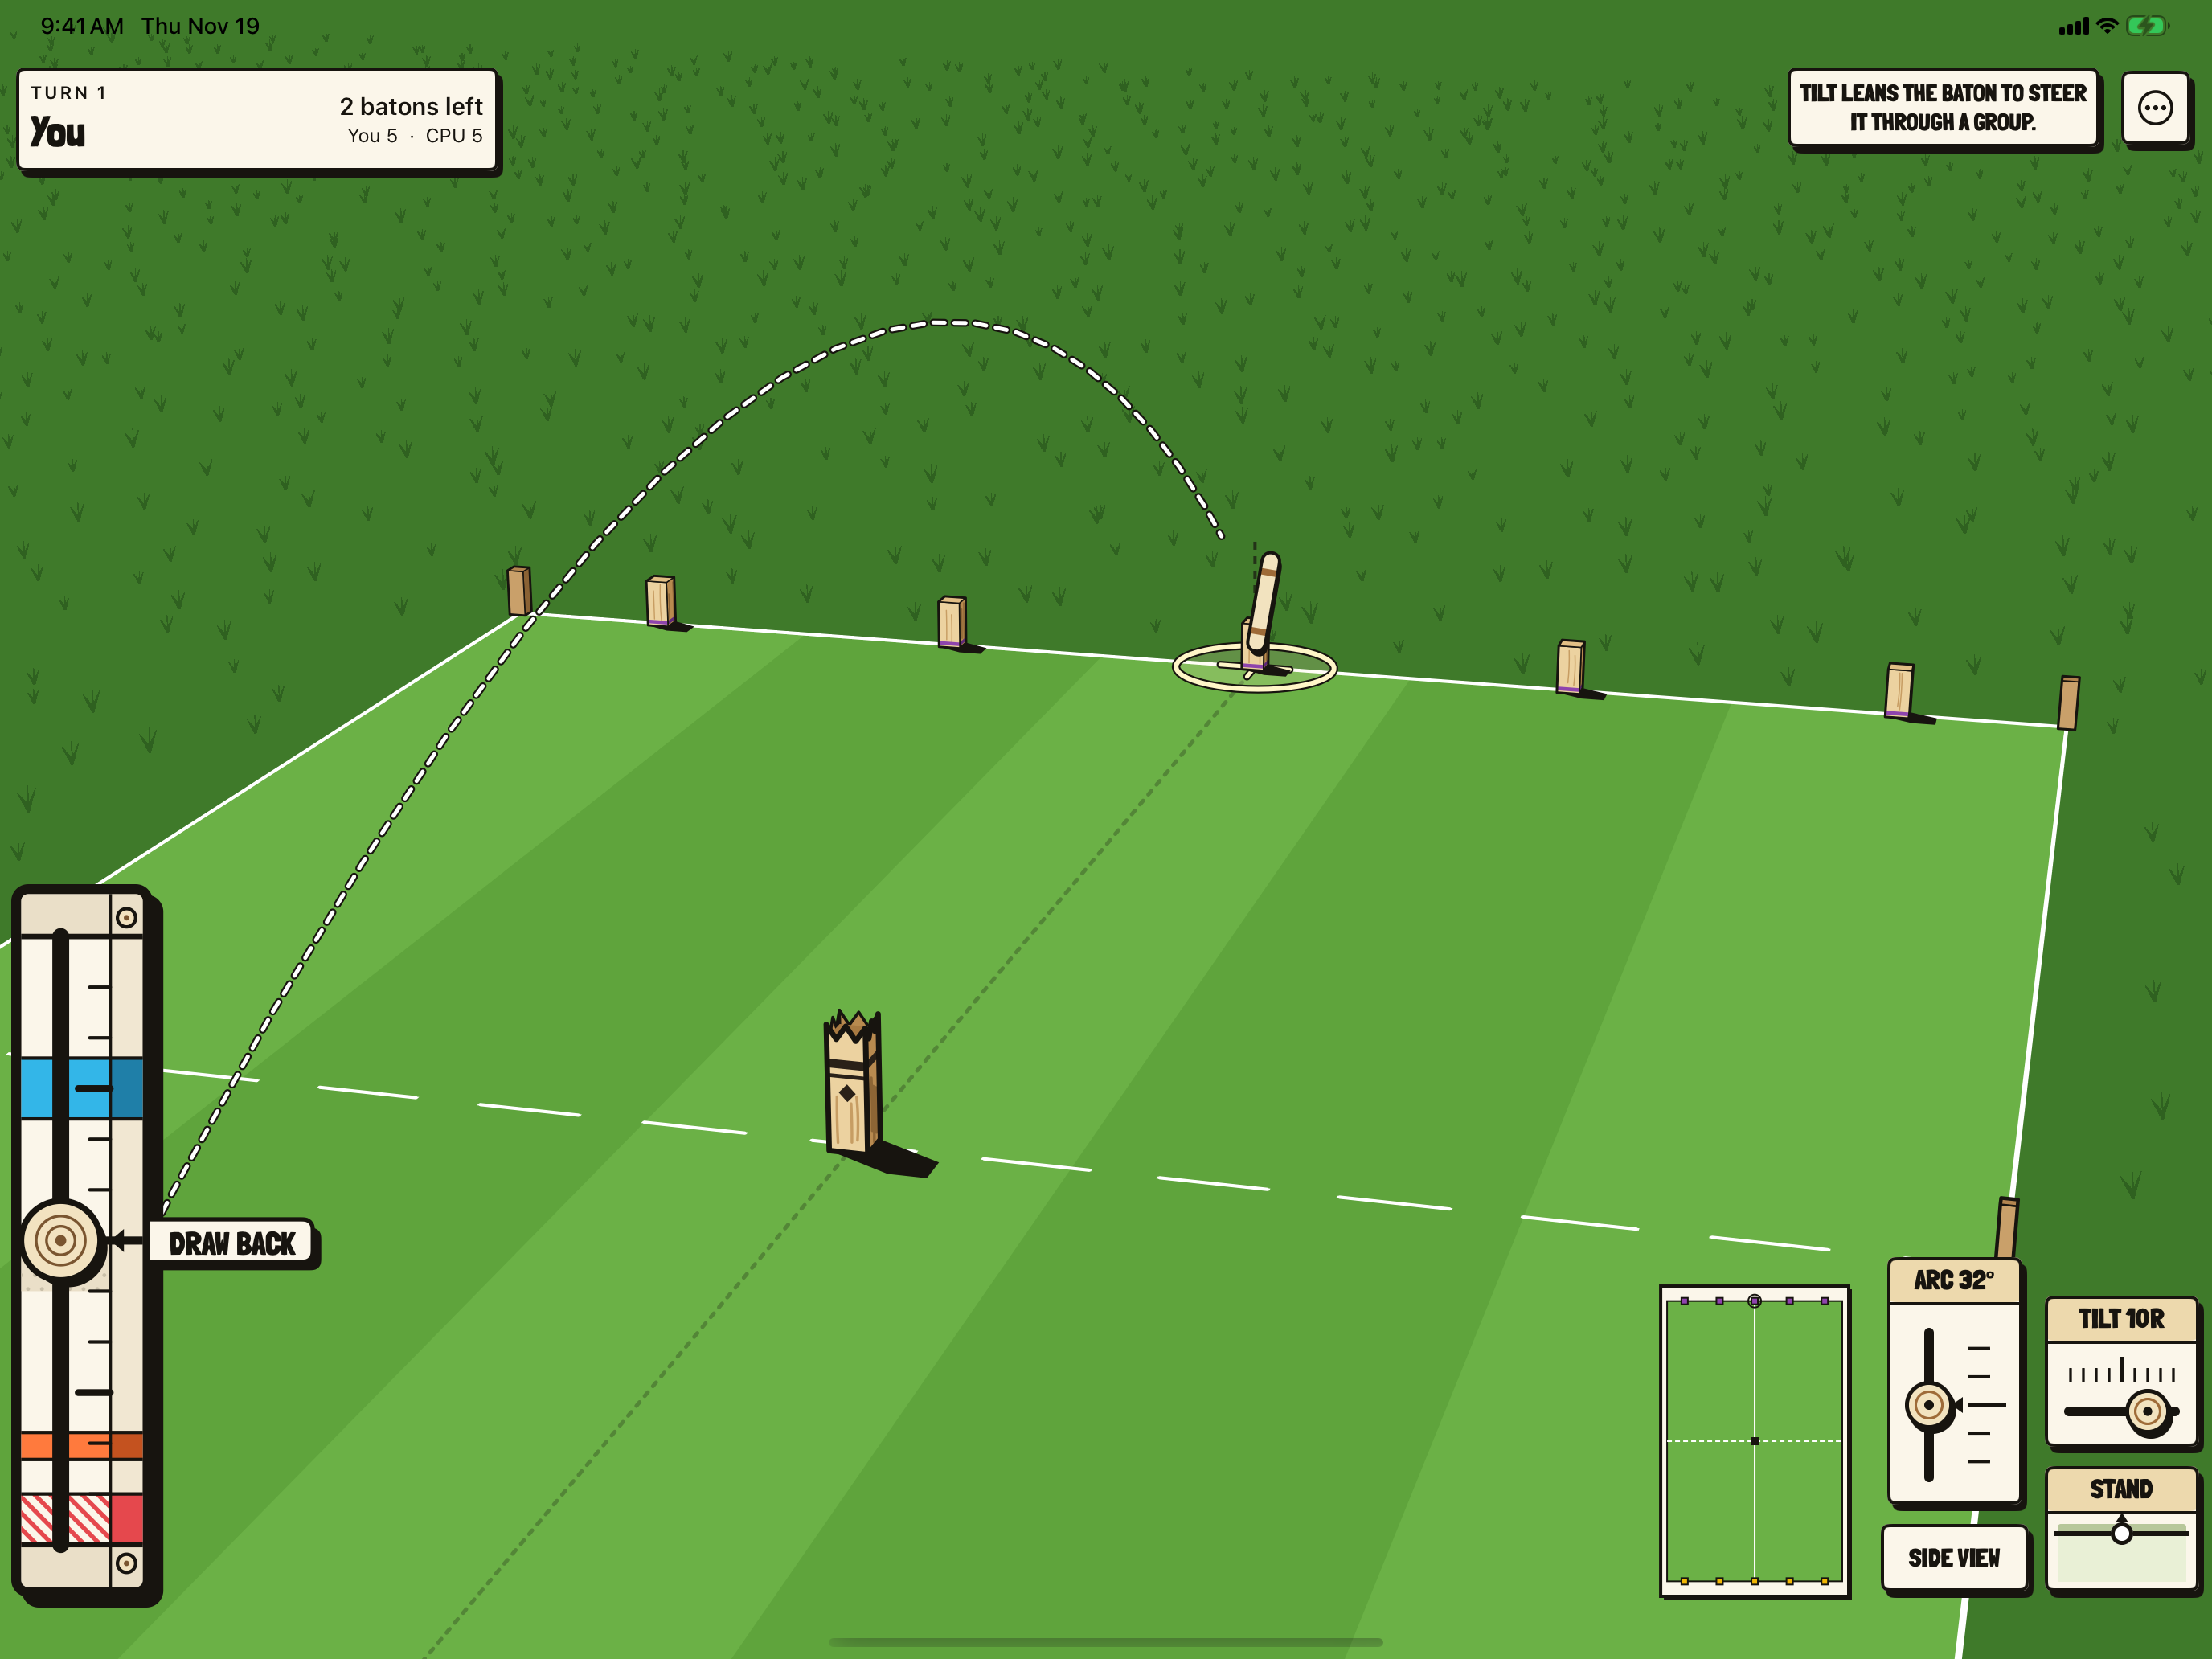 9:41 AM Thu Nov 19
TURN 1
You
2 batons left
You 5 · CPU 5
TILT LEANS THE BATON TO STEER
IT THROUGH A GROUP.
DRAW BACK
ARC 32°
TILT 10R
STAND
SIDE VIEW